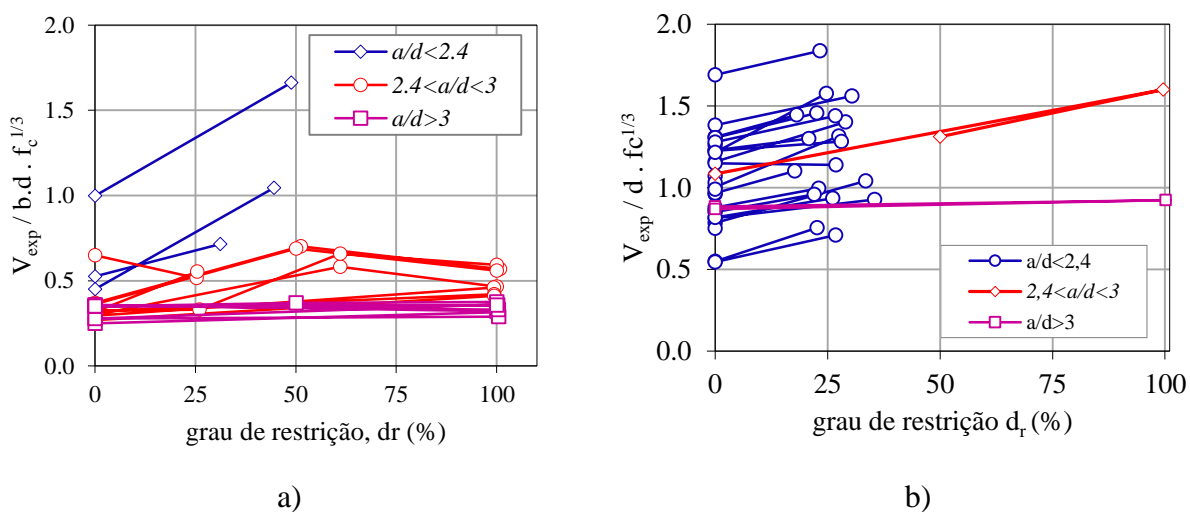 2.0
1.5
1.0
0.5
0.0
V_exp / b.d . f_c^1/3
a/d<2.4
2.4<a/d<3
a/d>3
0 25 50 75 100
grau de restrição, dr (%)
a)
2.0
1.5
1.0
0.5
0.0
V_exp / d . fc^1/3
a/d<2,4
2,4<a/d<3
a/d>3
0 25 50 75 100
grau de restrição d_r (%)
b)